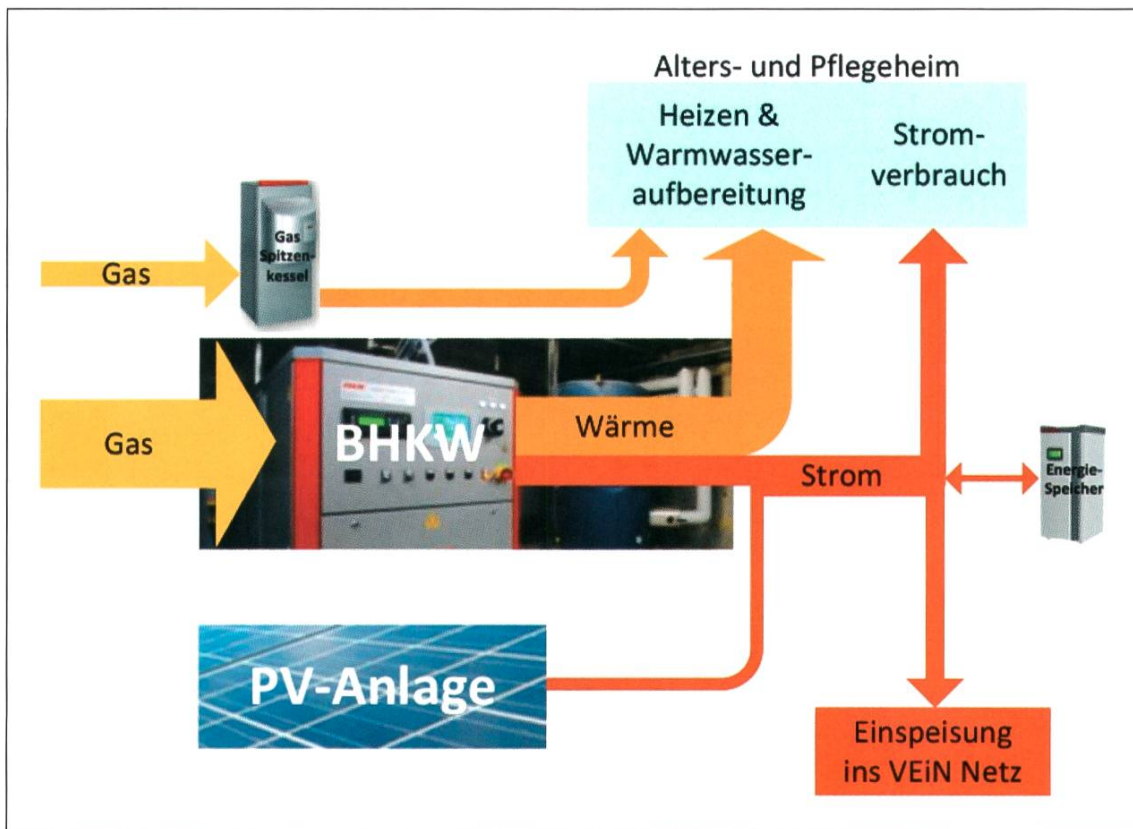 Alters- und Pflegeheim
Heizen &
Warmwasser-
aufbereitung
Strom-
verbrauch
Gas
Gas
Spitzen-
kessel
Gas
BHKW
Wärme
Strom
Energie-
Speicher
PV-Anlage
Einspeisung
ins VEiN Netz